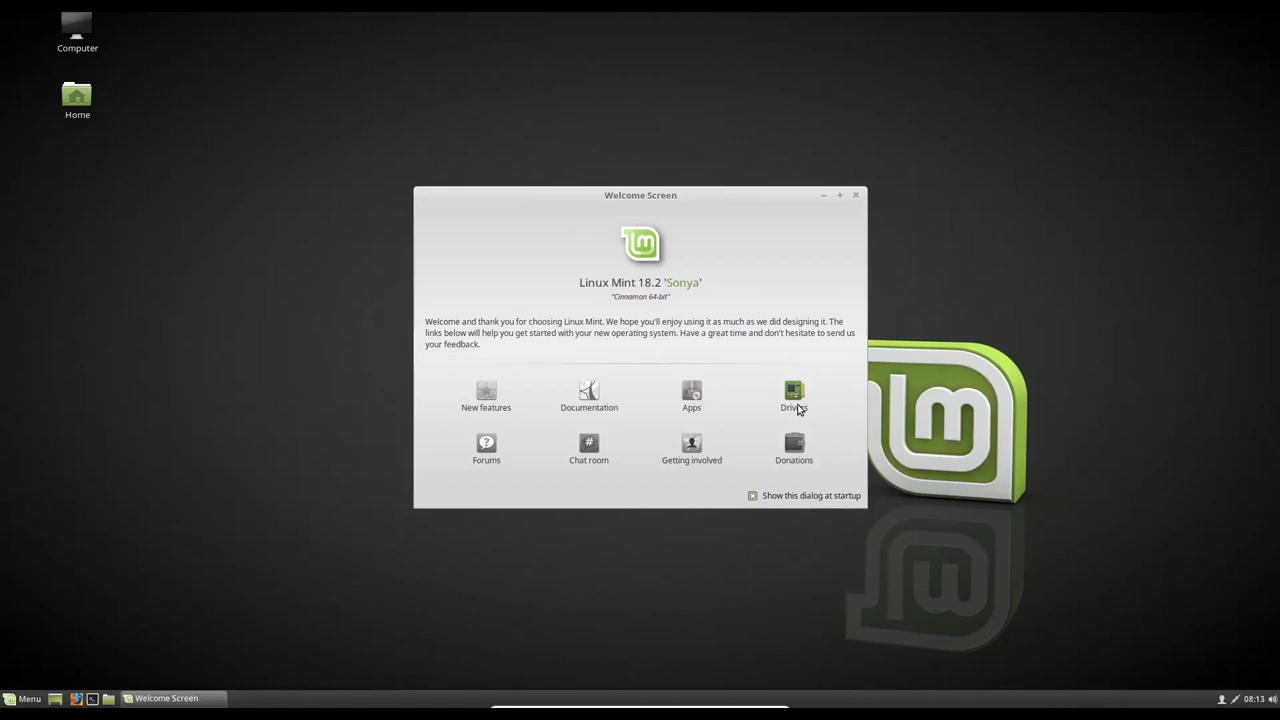 Computer
Home
Welcome Screen
lm
Linux Mint 18.2 'Sonya'
"Cinnamon 64-bit"
Welcome and thank you for choosing Linux Mint. We hope you'll enjoy using it as much as we did designing it. The
links below will help you get started with your new operating system. Have a great time and don't hesitate to send us
your feedback.
New features Documentation Apps Drivers
Forums Chat room Getting involved Donations
Show this dialog at startup
Menu Welcome Screen 08:13